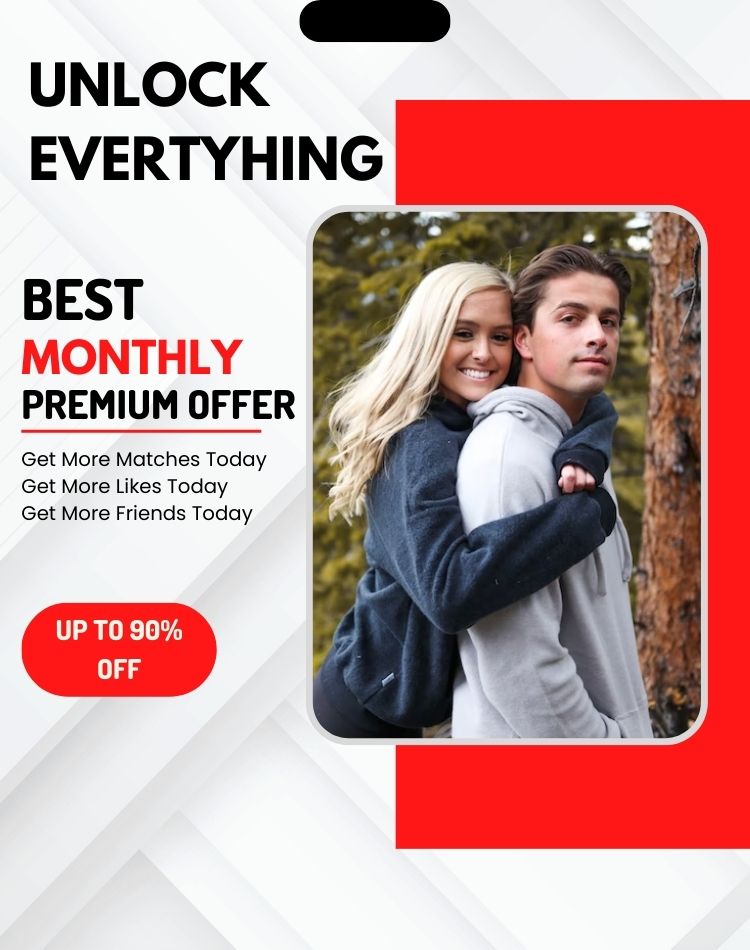 UNLOCK
EVERTYHING
BEST
MONTHLY
PREMIUM OFFER
Get More Matches Today
Get More Likes Today
Get More Friends Today
UP TO 90%
OFF